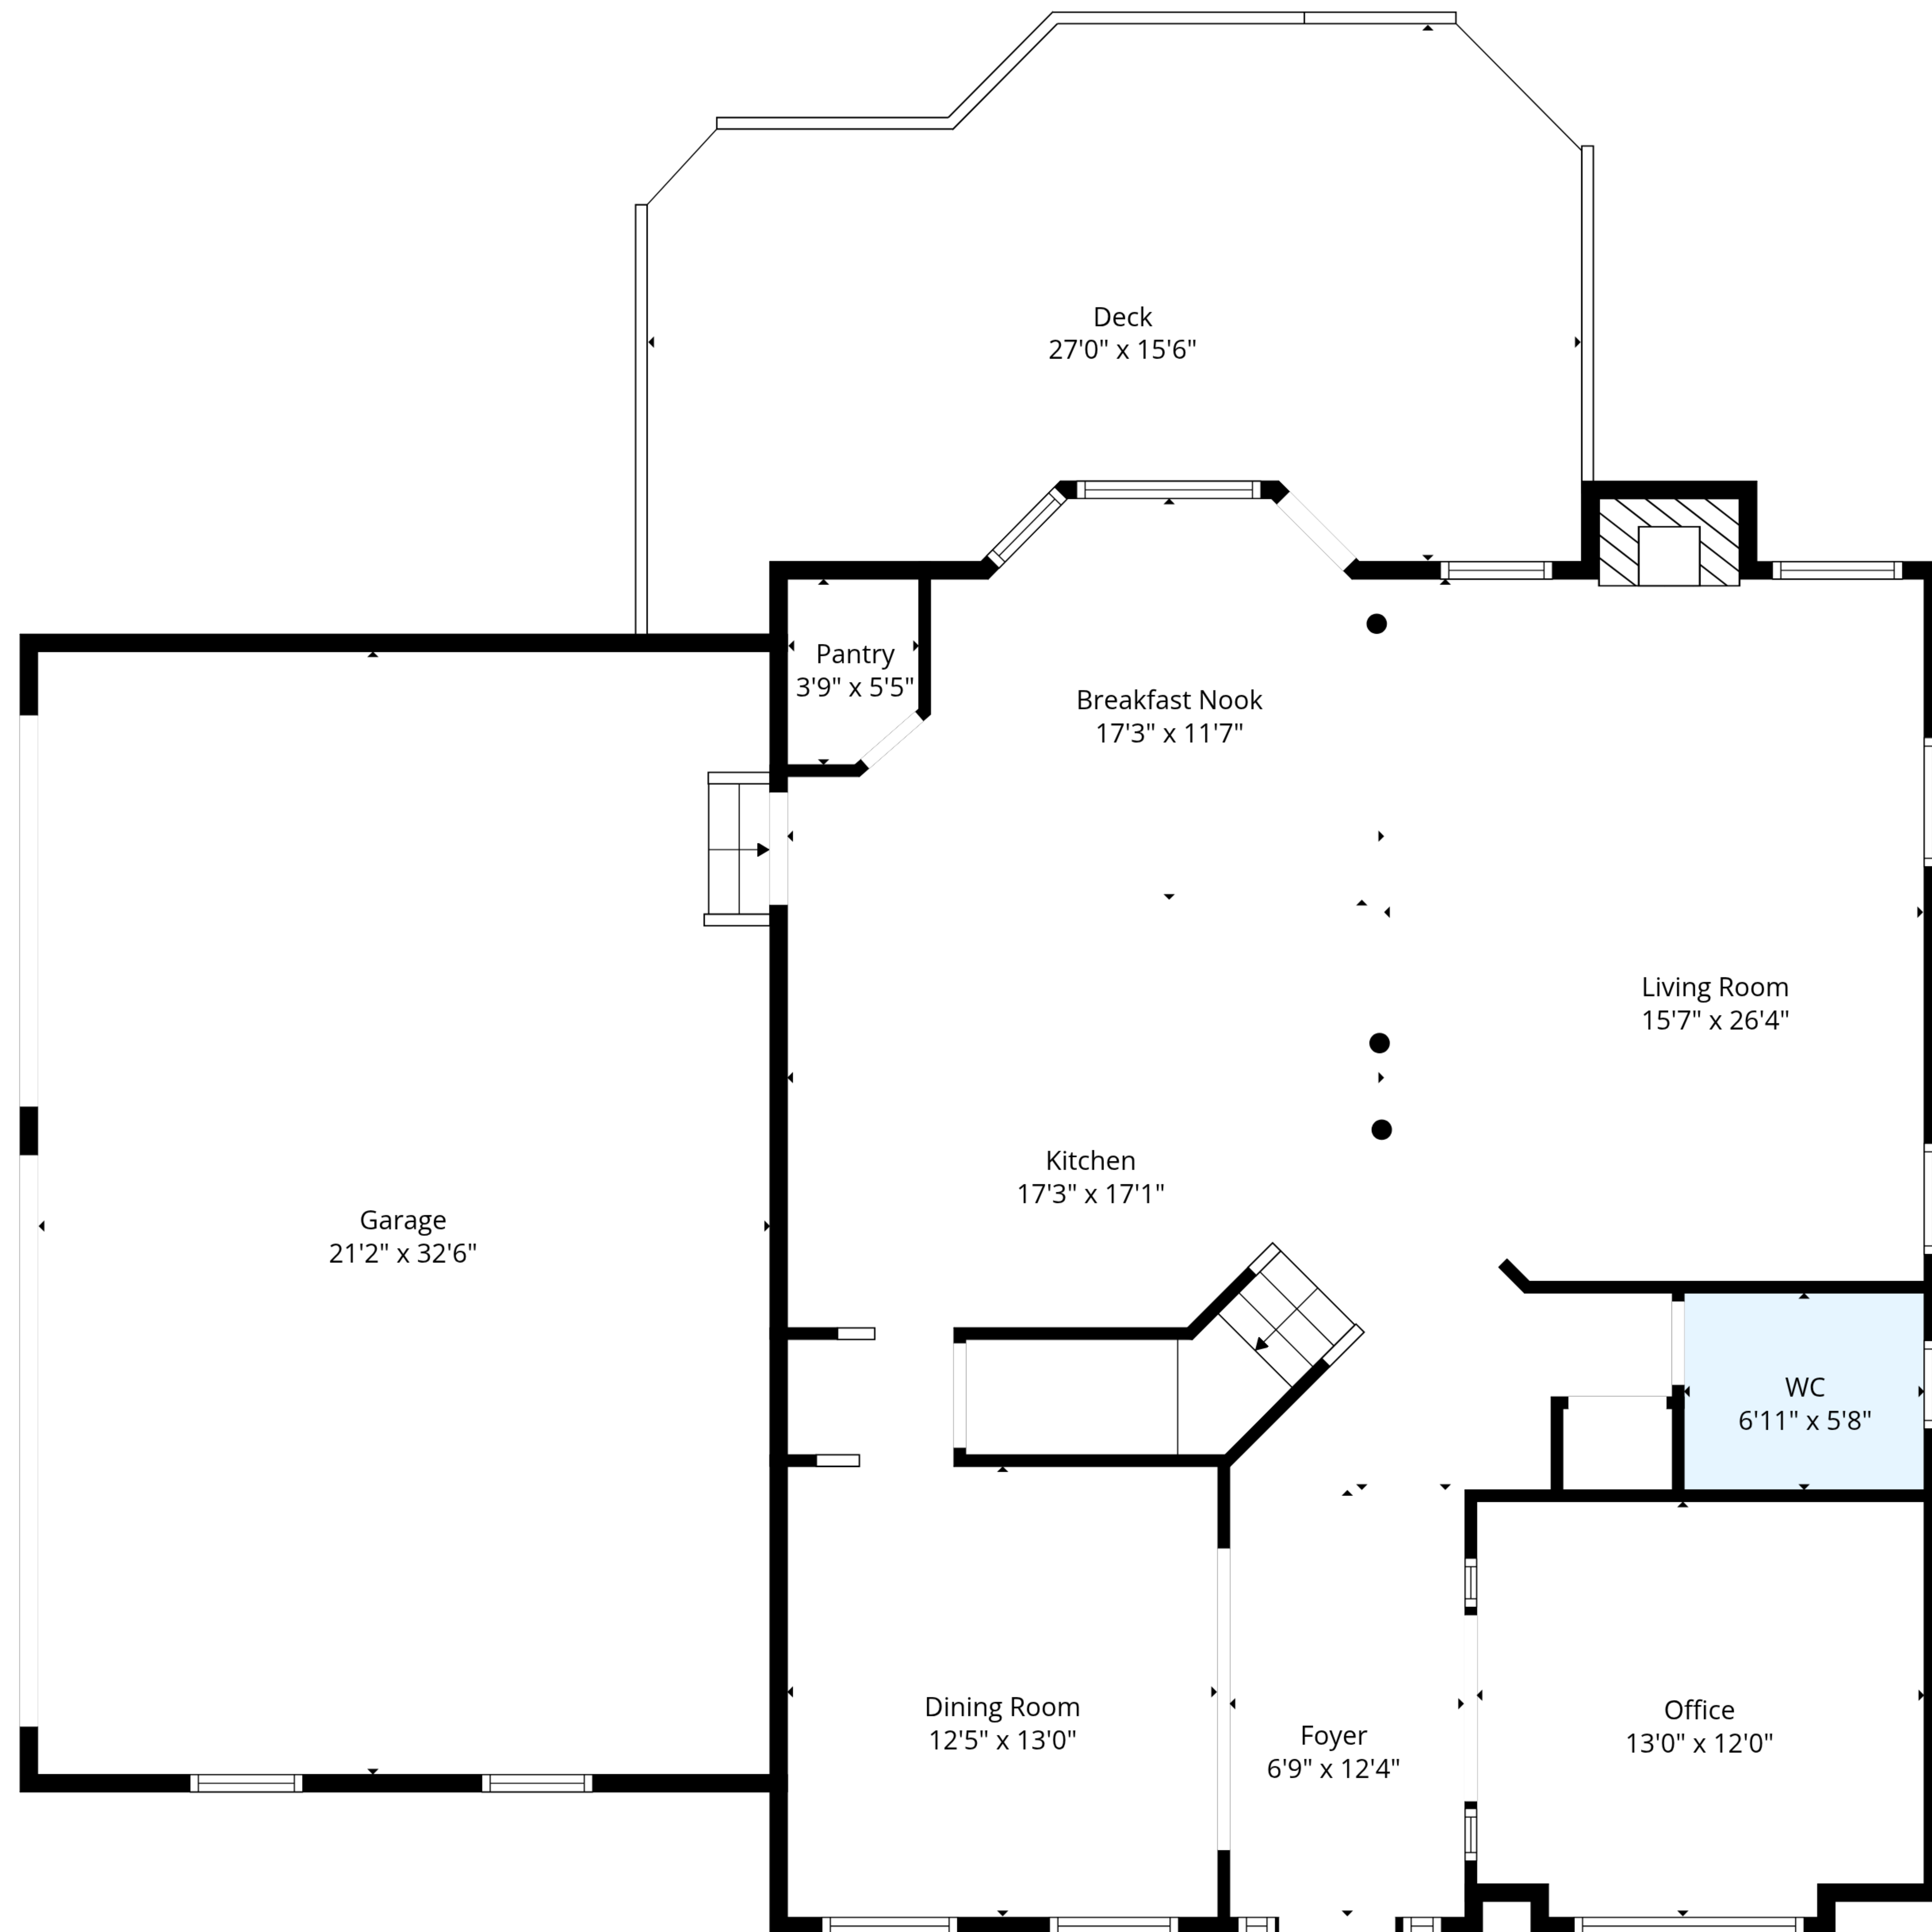 Deck
27'0" x 15'6"
Pantry
3'9" x 5'5"
Breakfast Nook
17'3" x 11'7"
Living Room
15'7" x 26'4"
Kitchen
17'3" x 17'1"
Garage
21'2" x 32'6"
WC
6'11" x 5'8"
Dining Room
12'5" x 13'0"
Foyer
6'9" x 12'4"
Office
13'0" x 12'0"